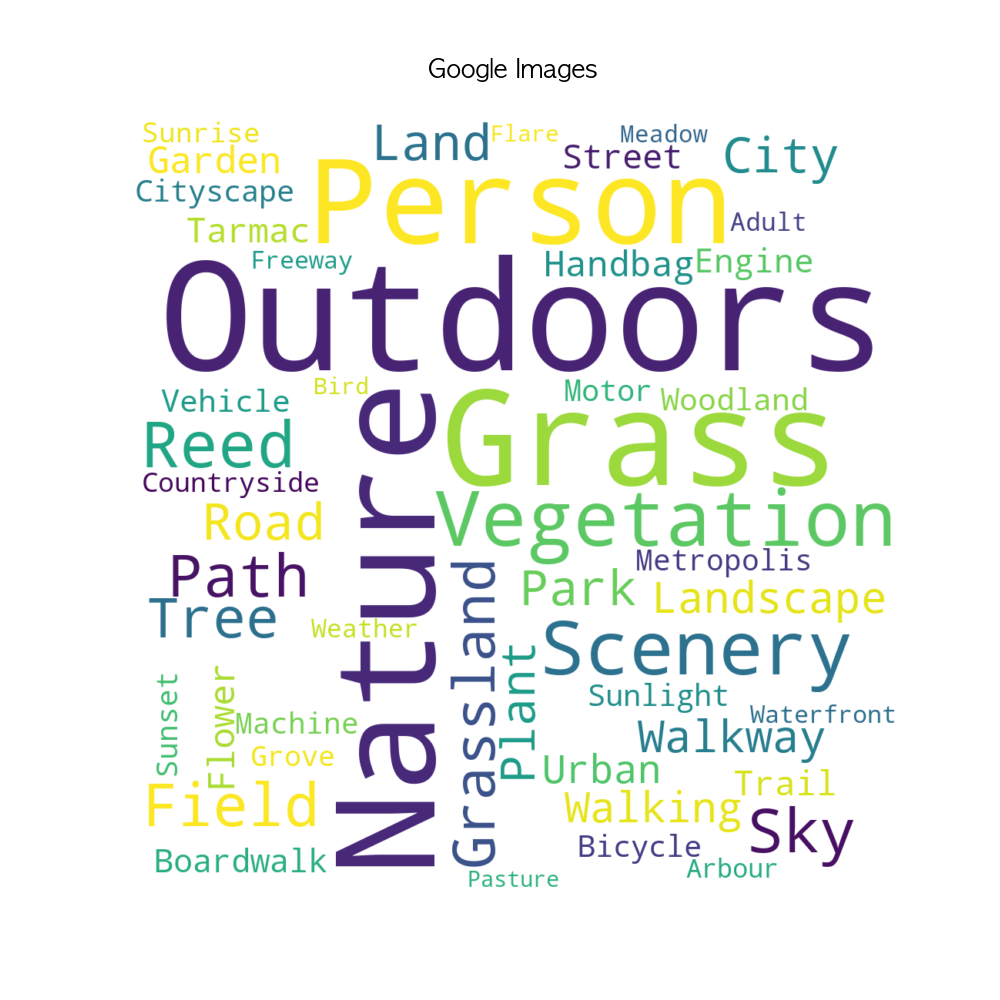 Google Images
Sunrise
Land
Flare
Meadow
Garden
Street
City
Cityscape
Person
Tarmac
Adult
Freeway
Handbag
Engine
Outdoors
Bird
Motor
Woodland
Vehicle
Nature
Grass
Reed
Countryside
Road
Vegetation
Path
Metropolis
Tree
Park
Landscape
Weather
Grassland
Scenery
Plant
Sunlight
Sunset
Flower
Machine
Waterfront
Walkway
Grove
Urban
Trail
Field
Walking
Sky
Boardwalk
Bicycle
Arbour
Pasture